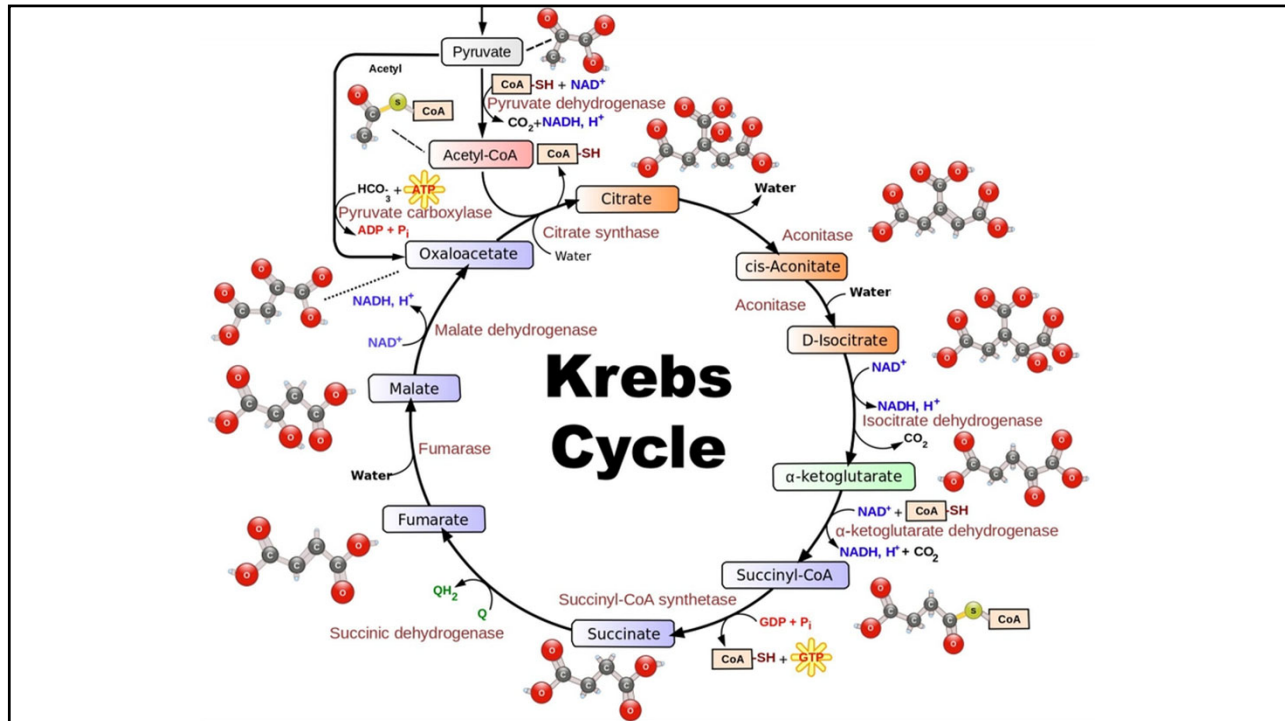 Pyruvate
Acetyl
CoA-SH + NAD⁺
Pyruvate dehydrogenase
CO₂+NADH, H⁺
S CoA
Acetyl-CoA
CoA-SH
HCO₃⁻ + ATP
Pyruvate carboxylase
ADP + Pᵢ
Oxaloacetate
Citrate synthase
Water
Citrate
Water
Aconitase
cis-Aconitate
Water
Aconitase
D-Isocitrate
NAD⁺
NADH, H⁺
Isocitrate dehydrogenase
CO₂
α-ketoglutarate
NAD⁺ + CoA-SH
α-ketoglutarate dehydrogenase
NADH, H⁺ + CO₂
Succinyl-CoA
S CoA
Succinyl-CoA synthetase
GDP + Pᵢ
CoA-SH + GTP
Succinate
QH₂
Q
Succinic dehydrogenase
Fumarate
Water
Fumarase
Malate
NADH, H⁺
NAD⁺
Malate dehydrogenase
Krebs
Cycle